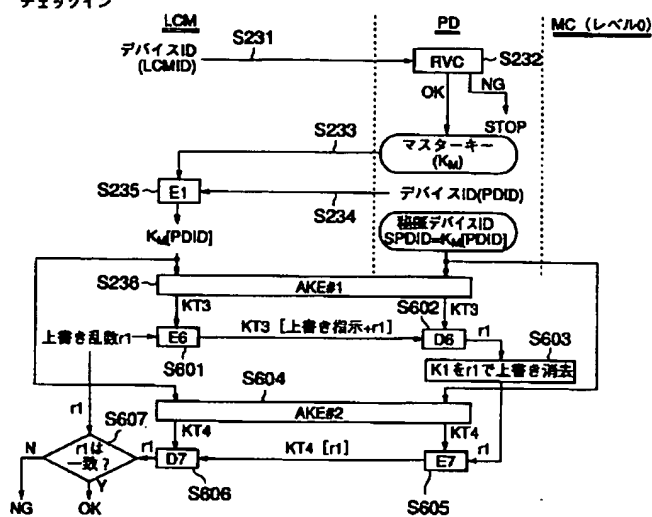 チェックイン
LCM
PD
MC (レベル0)
デバイスID
(LCMID)
S231
RVC
S232
OK
NG
STOP
S233
マスターキー
(KM)
S235
E1
S234
デバイスID(PDID)
KM[PDID]
秘匿デバイスID
SPDID=KM[PDID]
S236
AKE#1
KT3
KT3
S602
上書き乱数r1
E6
KT3 [上書き指示+r1]
D6
r1
S603
S601
K1をr1で上書き消去
S604
AKE#2
r1
S607
KT4
KT4
N
r1は
一致?
r1
D7
KT4 [r1]
E7
r1
Y
S606
S605
NG
OK